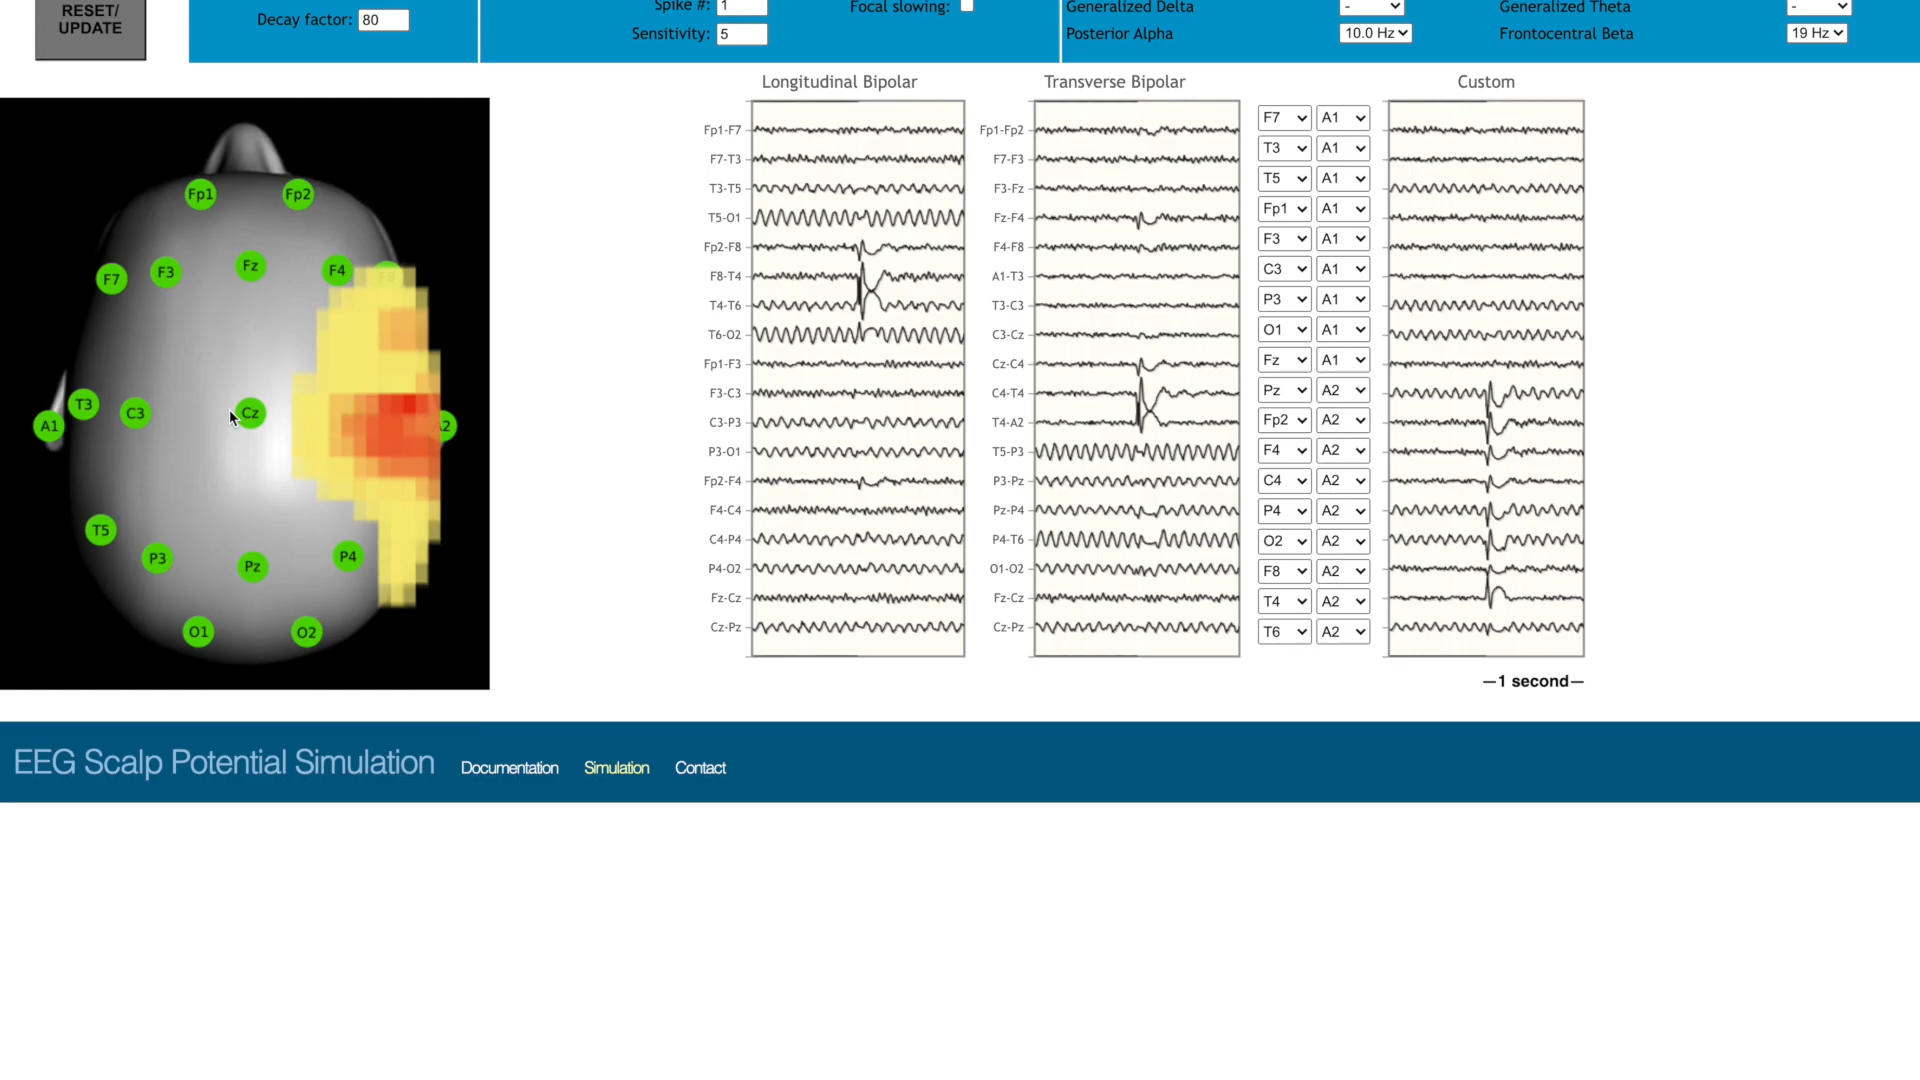 RESET/
UPDATE
Decay factor: 80
Spike #: 1
Sensitivity: 5
Focal slowing:
Generalized Delta -
Posterior Alpha 10.0 Hz
Generalized Theta -
Frontocentral Beta 19 Hz
Fp1 Fp2
F7 F3 Fz F4 F8
A1 T3 C3 Cz A2
T5 P3 Pz P4
O1 O2
Longitudinal Bipolar
Fp1-F7
F7-T3
T3-T5
T5-O1
Fp2-F8
F8-T4
T4-T6
T6-O2
Fp1-F3
F3-C3
C3-P3
P3-O1
Fp2-F4
F4-C4
C4-P4
P4-O2
Fz-Cz
Cz-Pz
Transverse Bipolar
Fp1-Fp2
F7-F3
F3-Fz
Fz-F4
F4-F8
A1-T3
T3-C3
C3-Cz
Cz-C4
C4-T4
T4-A2
T5-P3
P3-Pz
Pz-P4
P4-T6
O1-O2
Fz-Cz
Cz-Pz
Custom
F7 A1
T3 A1
T5 A1
Fp1 A1
F3 A1
C3 A1
P3 A1
O1 A1
Fz A1
Pz A2
Fp2 A2
F4 A2
C4 A2
P4 A2
O2 A2
F8 A2
T4 A2
T6 A2
—1 second—
EEG Scalp Potential Simulation Documentation Simulation Contact